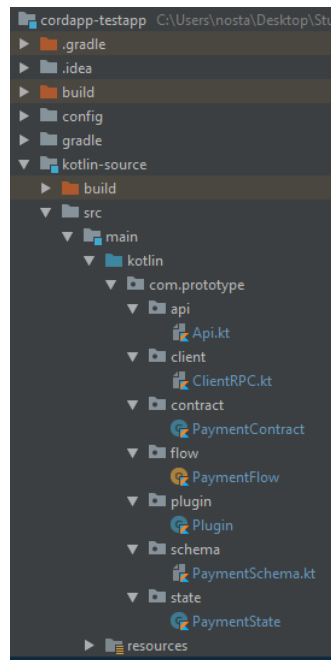 cordapp-testapp C:\Users\nosta\Desktop\Stu
.gradle
.idea
build
config
gradle
kotlin-source
build
src
main
kotlin
com.prototype
api
Api.kt
client
ClientRPC.kt
contract
PaymentContract
flow
PaymentFlow
plugin
Plugin
schema
PaymentSchema.kt
state
PaymentState
resources